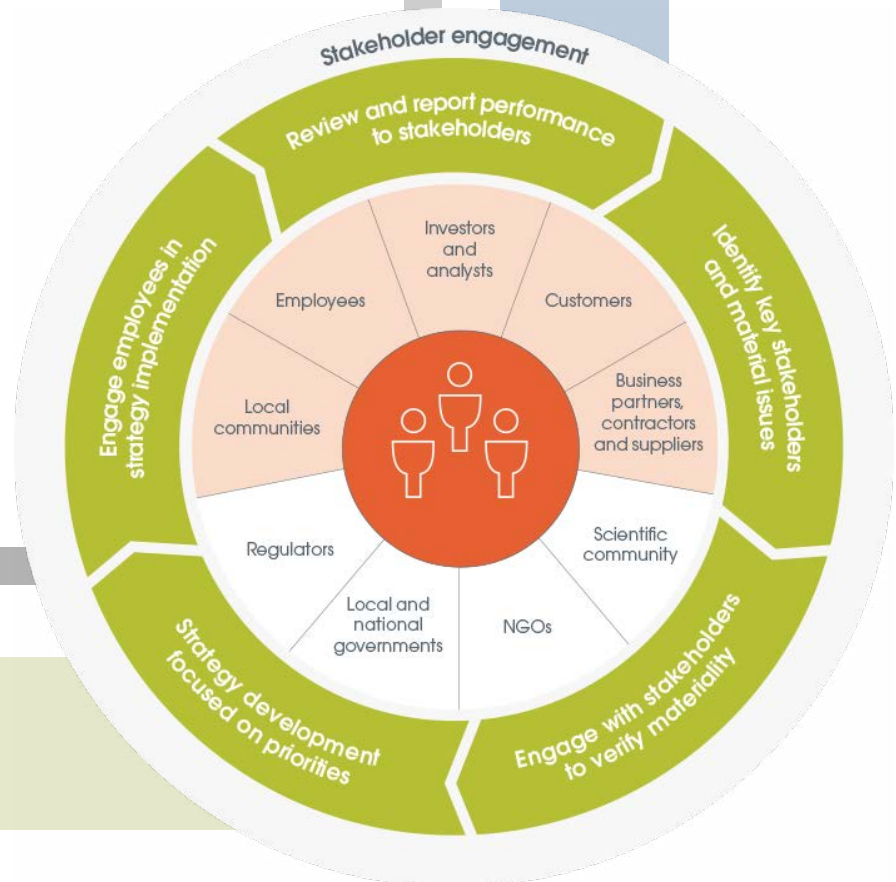 Stakeholder engagement
Review and report performance
to stakeholders
Identify key stakeholders
and material issues
Engage with stakeholders
to verify materiality
Strategy development
focused on priorities
Engage employees in
strategy implementation
Investors
and
analysts
Customers
Business
partners,
contractors
and suppliers
Scientific
community
NGOs
Local and
national
governments
Regulators
Local
communities
Employees